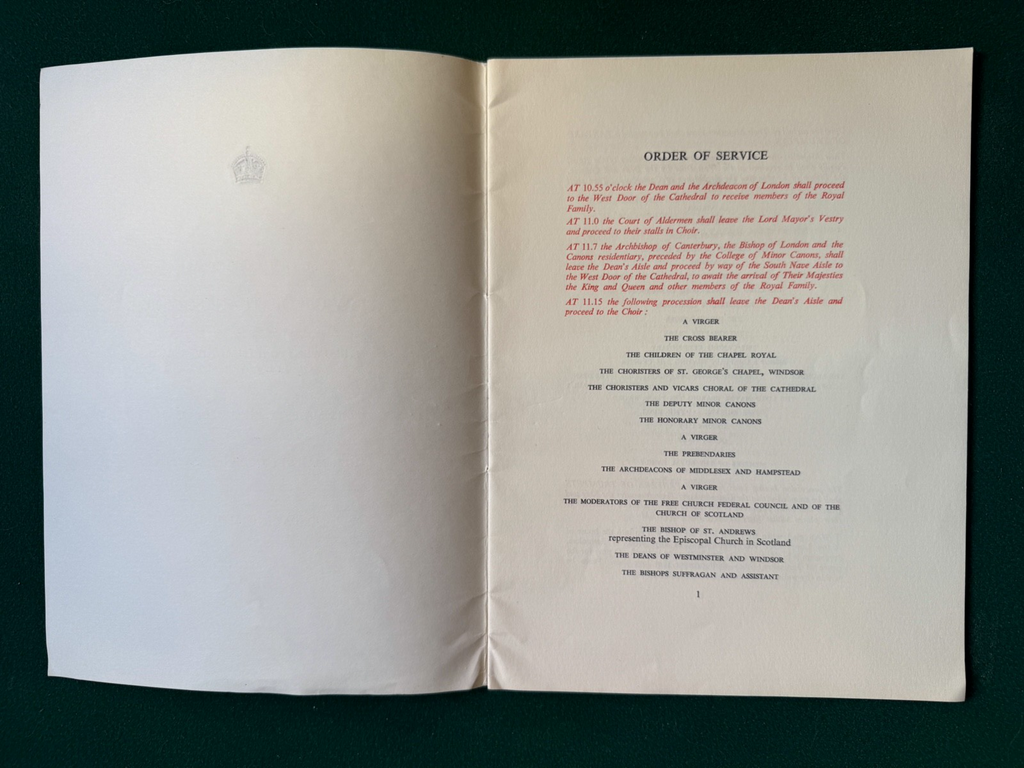 ORDER OF SERVICE
AT 10.55 o'clock the Dean and the Archdeacon of London shall proceed
to the West Door of the Cathedral to receive members of the Royal
Family.
AT 11.0 the Court of Aldermen shall leave the Lord Mayor's Vestry
and proceed to their stalls in Choir.
AT 11.7 the Archbishop of Canterbury, the Bishop of London and the
Canons residentiary, preceded by the College of Minor Canons, shall
leave the Dean's Aisle and proceed by way of the South Nave Aisle to
the West Door of the Cathedral, to await the arrival of Their Majesties
the King and Queen and other members of the Royal Family.
AT 11.15 the following procession shall leave the Dean's Aisle and
proceed to the Choir :
A VIRGER
THE CROSS BEARER
THE CHILDREN OF THE CHAPEL ROYAL
THE CHORISTERS OF ST. GEORGE'S CHAPEL, WINDSOR
THE CHORISTERS AND VICARS CHORAL OF THE CATHEDRAL
THE DEPUTY MINOR CANONS
THE HONORARY MINOR CANONS
A VIRGER
THE PREBENDARIES
THE ARCHDEACONS OF MIDDLESEX AND HAMPSTEAD
A VIRGER
THE MODERATORS OF THE FREE CHURCH FEDERAL COUNCIL AND OF THE
CHURCH OF SCOTLAND
THE BISHOP OF ST. ANDREWS
representing the Episcopal Church in Scotland
THE DEANS OF WESTMINSTER AND WINDSOR
THE BISHOPS SUFFRAGAN AND ASSISTANT
1